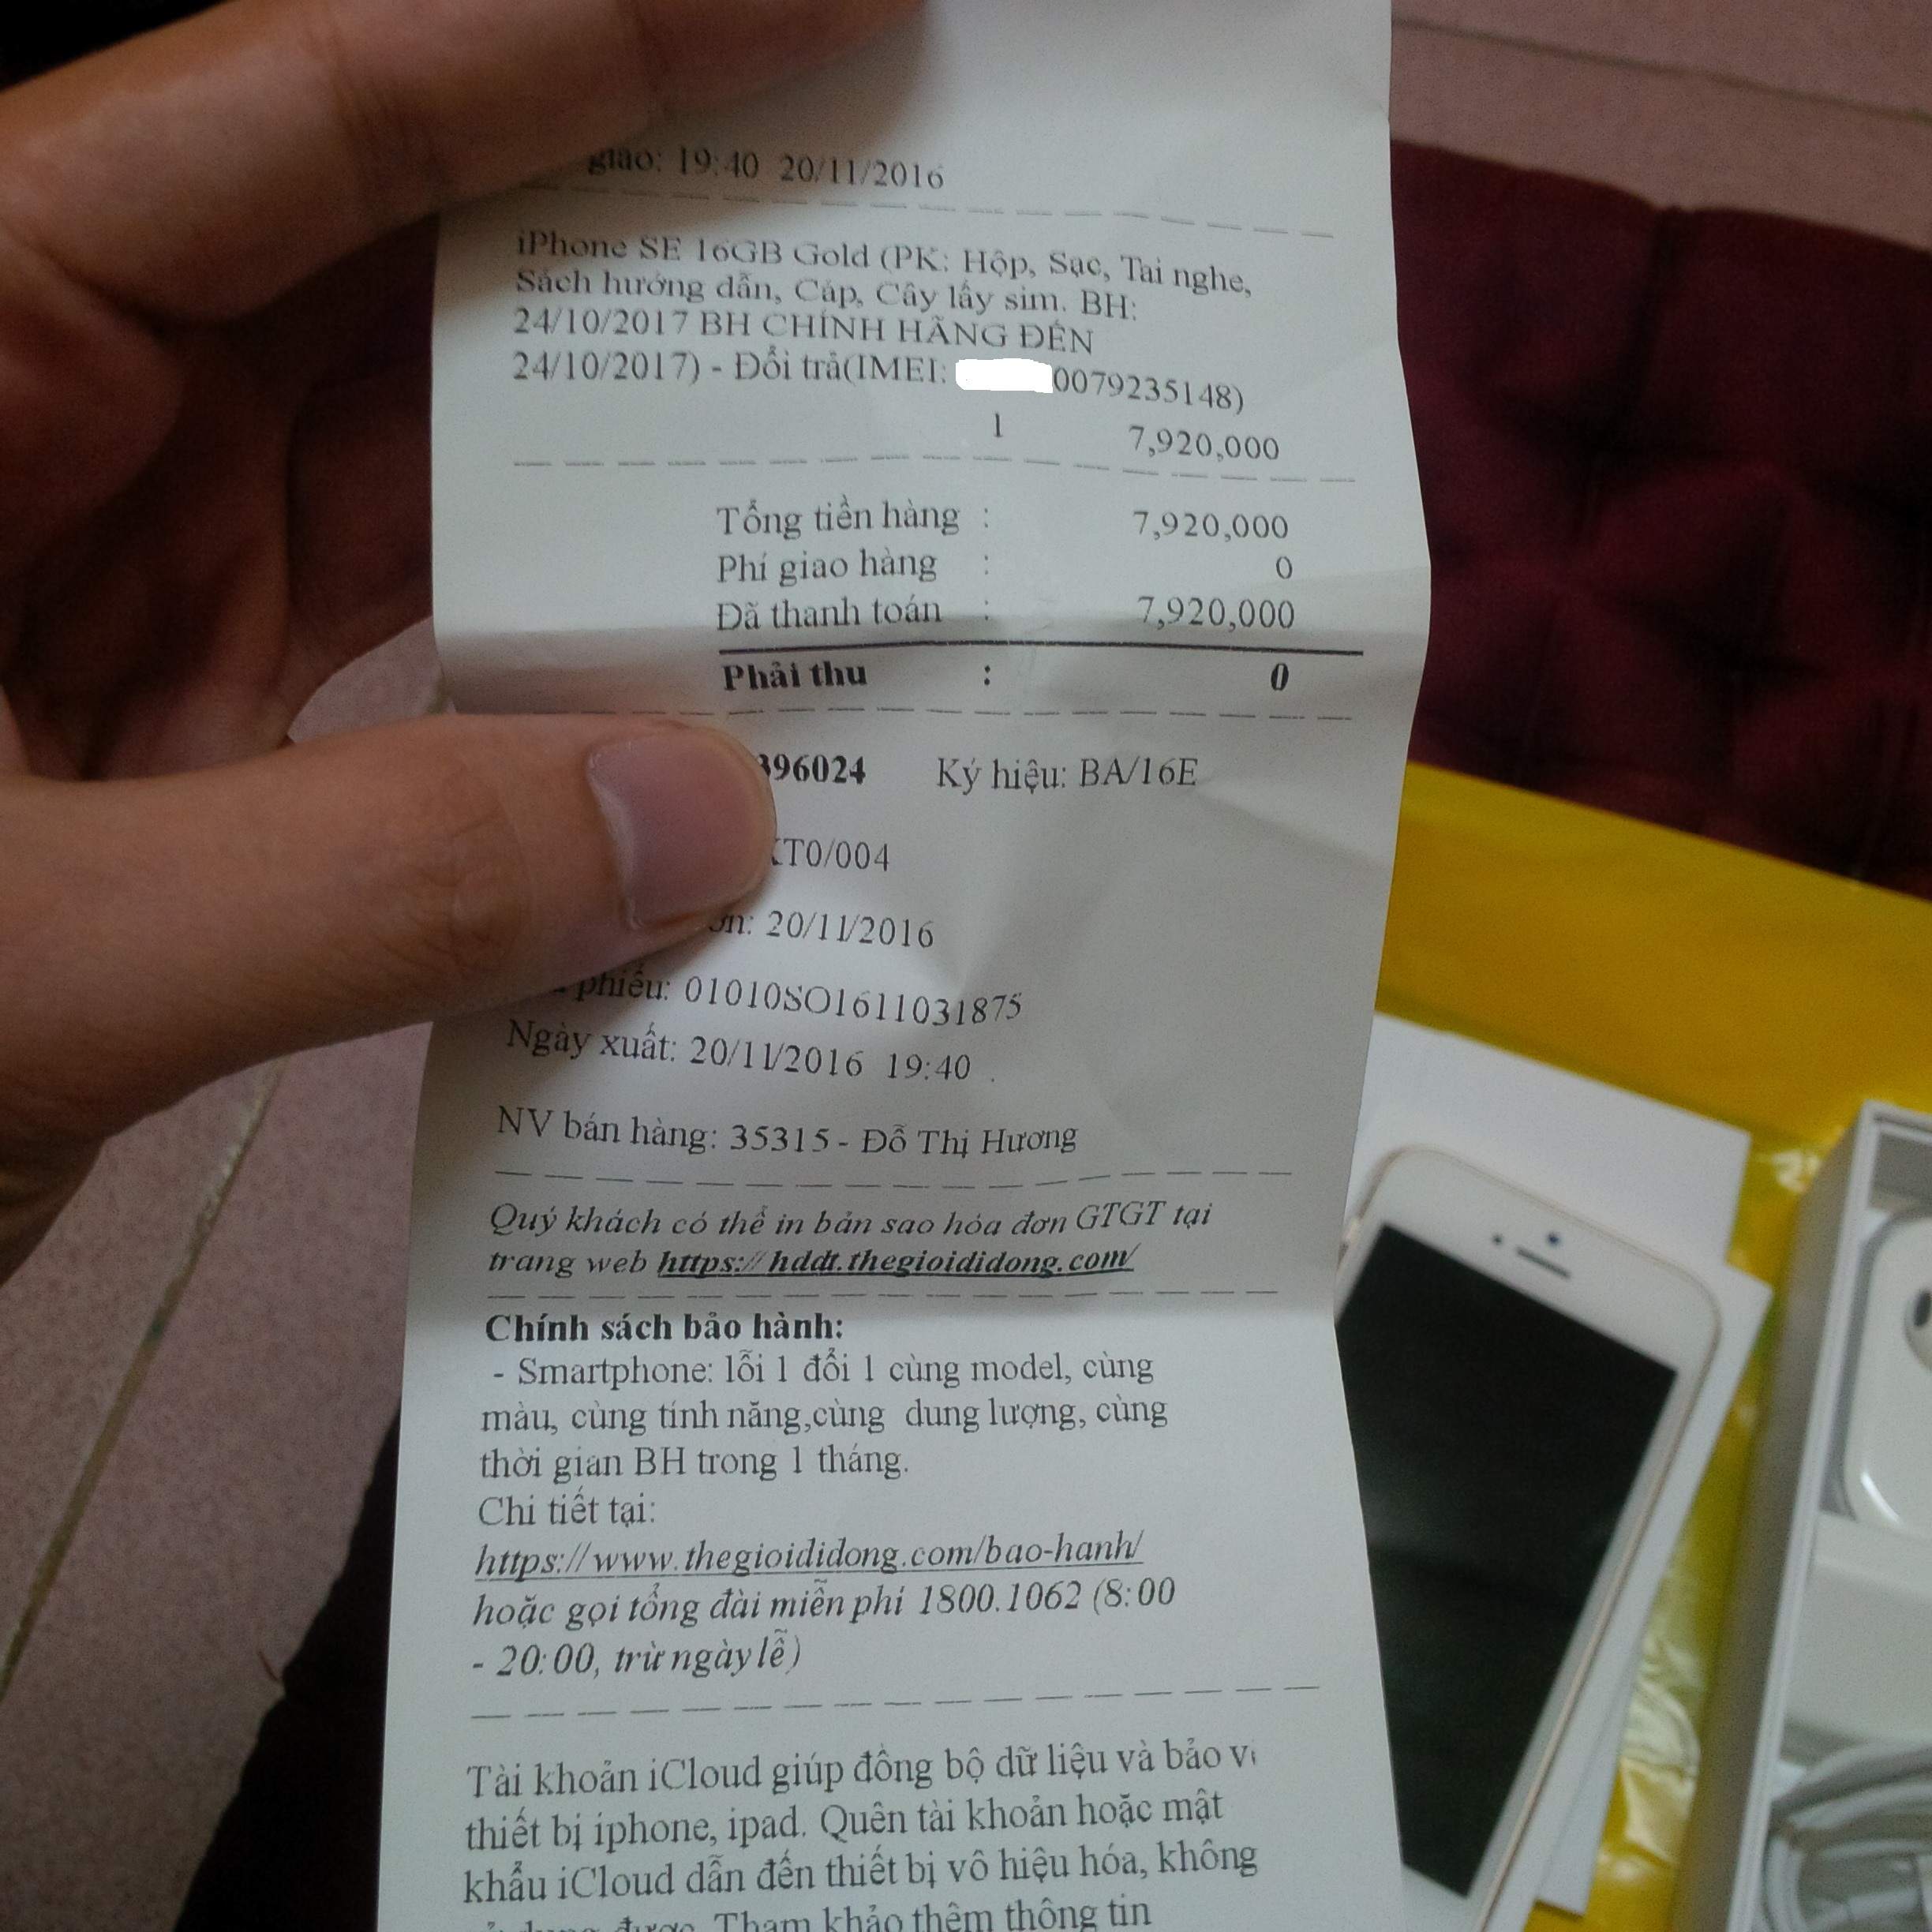 giao: 19:40 20/11/2016
iPhone SE 16GB Gold (PK: Hộp, Sạc, Tai nghe,
Sách hướng dẫn, Cáp, Cây lấy sim. BH:
24/10/2017 BH CHÍNH HÃNG ĐẾN
24/10/2017) - Đổi trả(IMEI: 0079235148)
1 7,920,000
Tổng tiền hàng : 7,920,000
Phí giao hàng : 0
Đã thanh toán : 7,920,000
Phải thu : 0
396024 Ký hiệu: BA/16E
KT0/004
20/11/2016
phiếu: 01010SO1611031875
Ngày xuất: 20/11/2016 19:40
NV bán hàng: 35315 - Đỗ Thị Hương
Quý khách có thể in bản sao hóa đơn GTGT tại
trang web https://hddt.thegioididong.com/
Chính sách bảo hành:
- Smartphone: lỗi 1 đổi 1 cùng model, cùng
màu, cùng tính năng,cùng dung lượng, cùng
thời gian BH trong 1 tháng.
Chi tiết tại:
https://www.thegioididong.com/bao-hanh/
hoặc gọi tổng đài miễn phí 1800.1062 (8:00
- 20:00, trừ ngày lễ)
Tài khoản iCloud giúp đồng bộ dữ liệu và bảo
thiết bị iphone, ipad. Quên tài khoản hoặc mật
khẩu iCloud dẫn đến thiết bị vô hiệu hóa, không
được. Tham khảo thêm thông tin